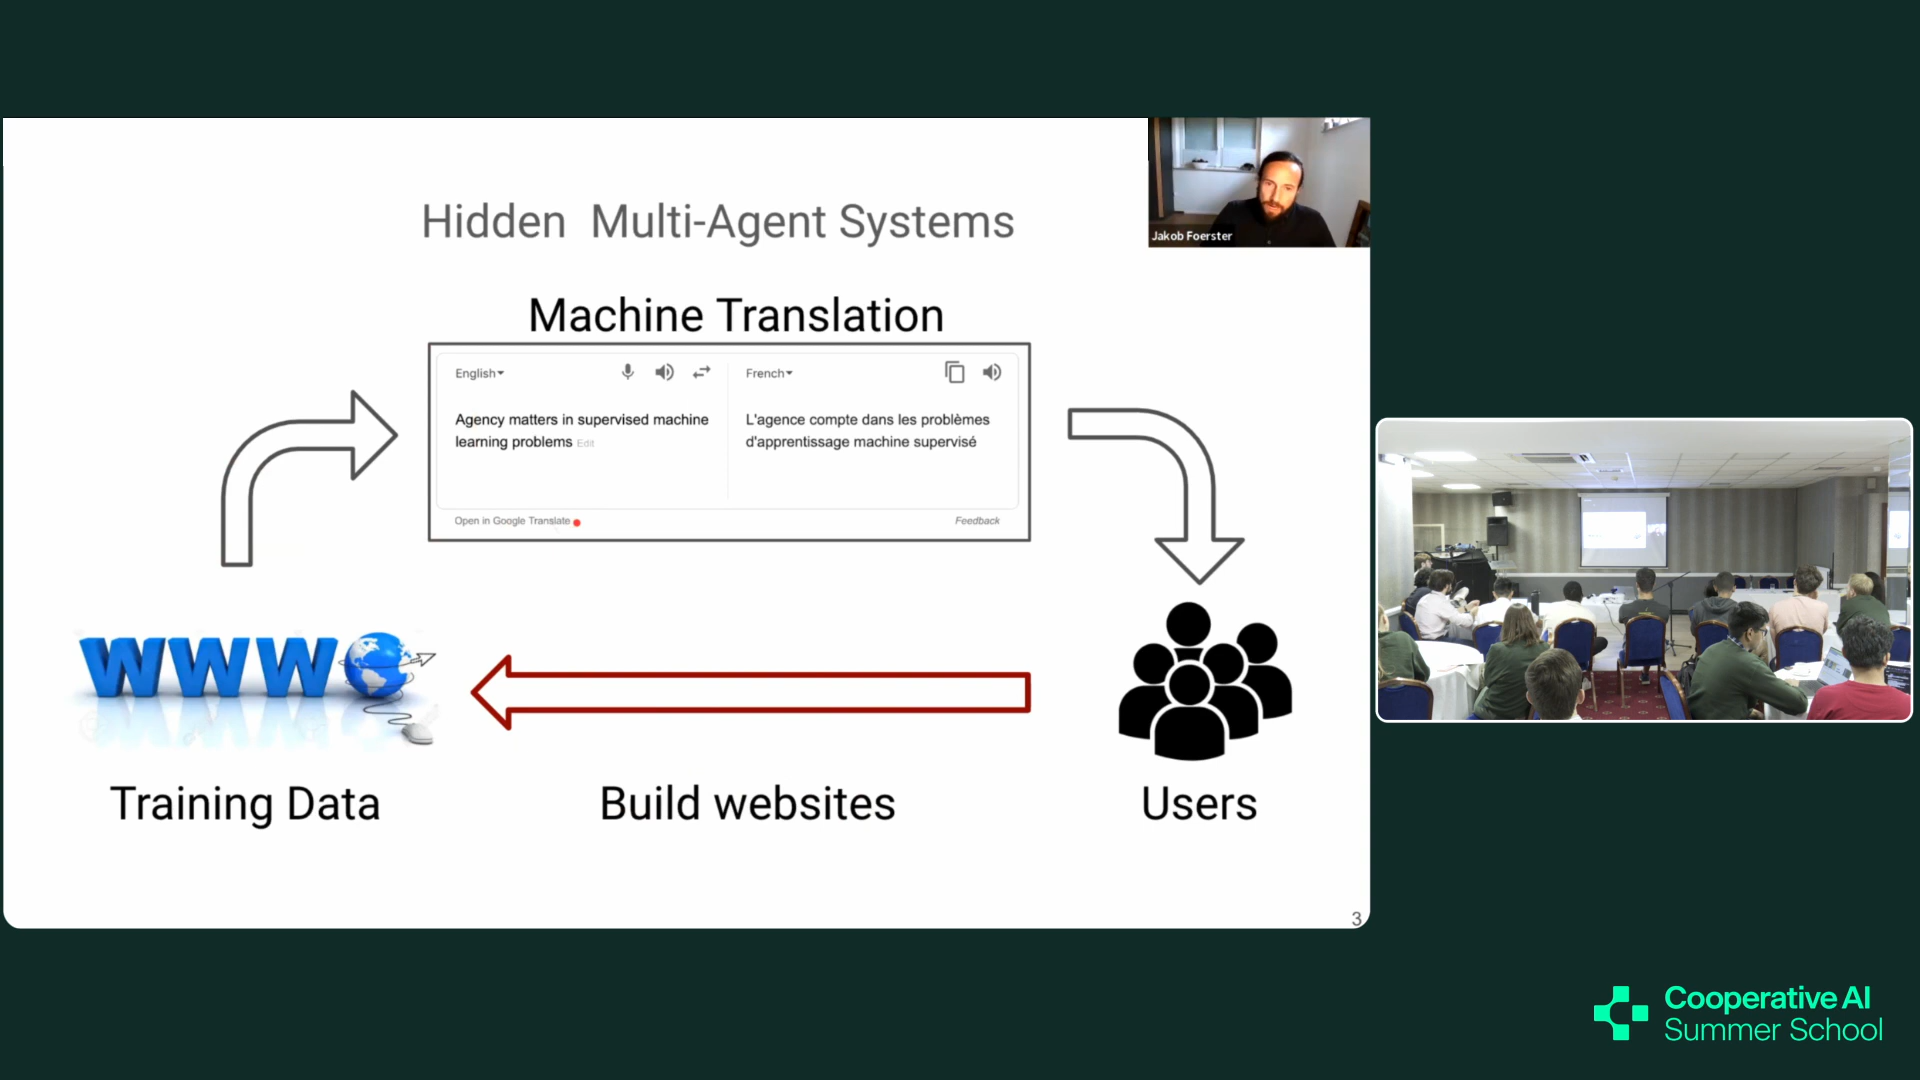 Hidden Multi-Agent Systems
Jakob Foerster
Machine Translation
English
French
Agency matters in supervised machine
learning problems Edit
L'agence compte dans les problèmes
d'apprentissage machine supervisé
Open in Google Translate
Feedback
WWW
Training Data
Build websites
Users
3
Cooperative AI
Summer School